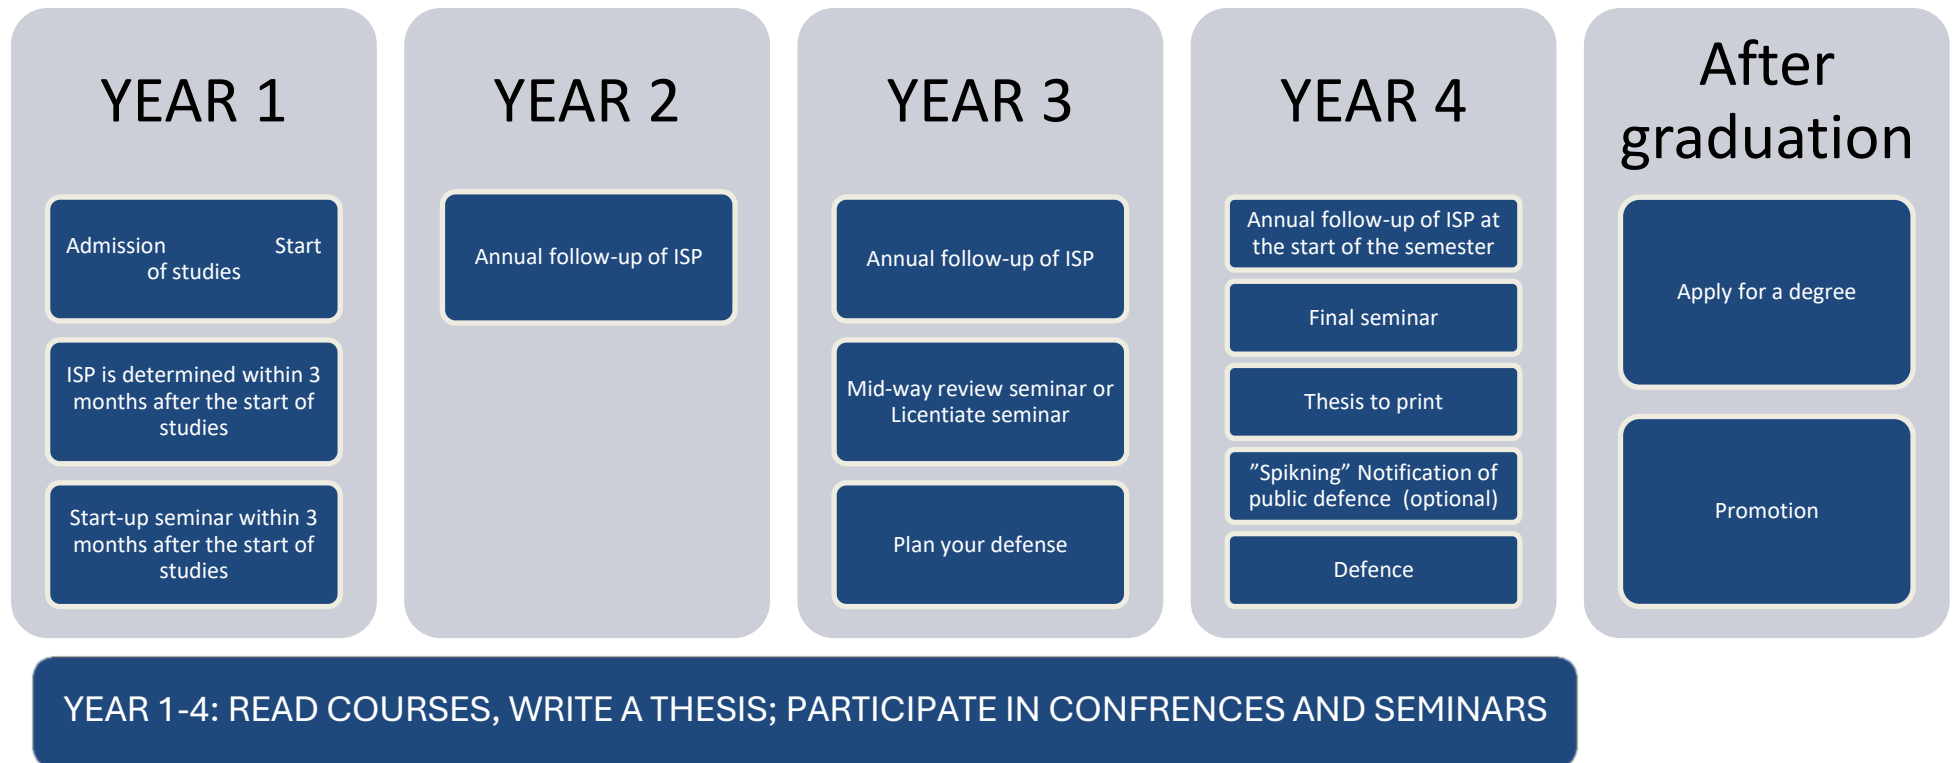 YEAR 1
Admission Start
of studies
ISP is determined within 3
months after the start of
studies
Start-up seminar within 3
months after the start of
studies
YEAR 2
Annual follow-up of ISP
YEAR 3
Annual follow-up of ISP
Mid-way review seminar or
Licentiate seminar
Plan your defense
YEAR 4
Annual follow-up of ISP at
the start of the semester
Final seminar
Thesis to print
”Spikning” Notification of
public defence (optional)
Defence
After
graduation
Apply for a degree
Promotion
YEAR 1-4: READ COURSES, WRITE A THESIS; PARTICIPATE IN CONFRENCES AND SEMINARS